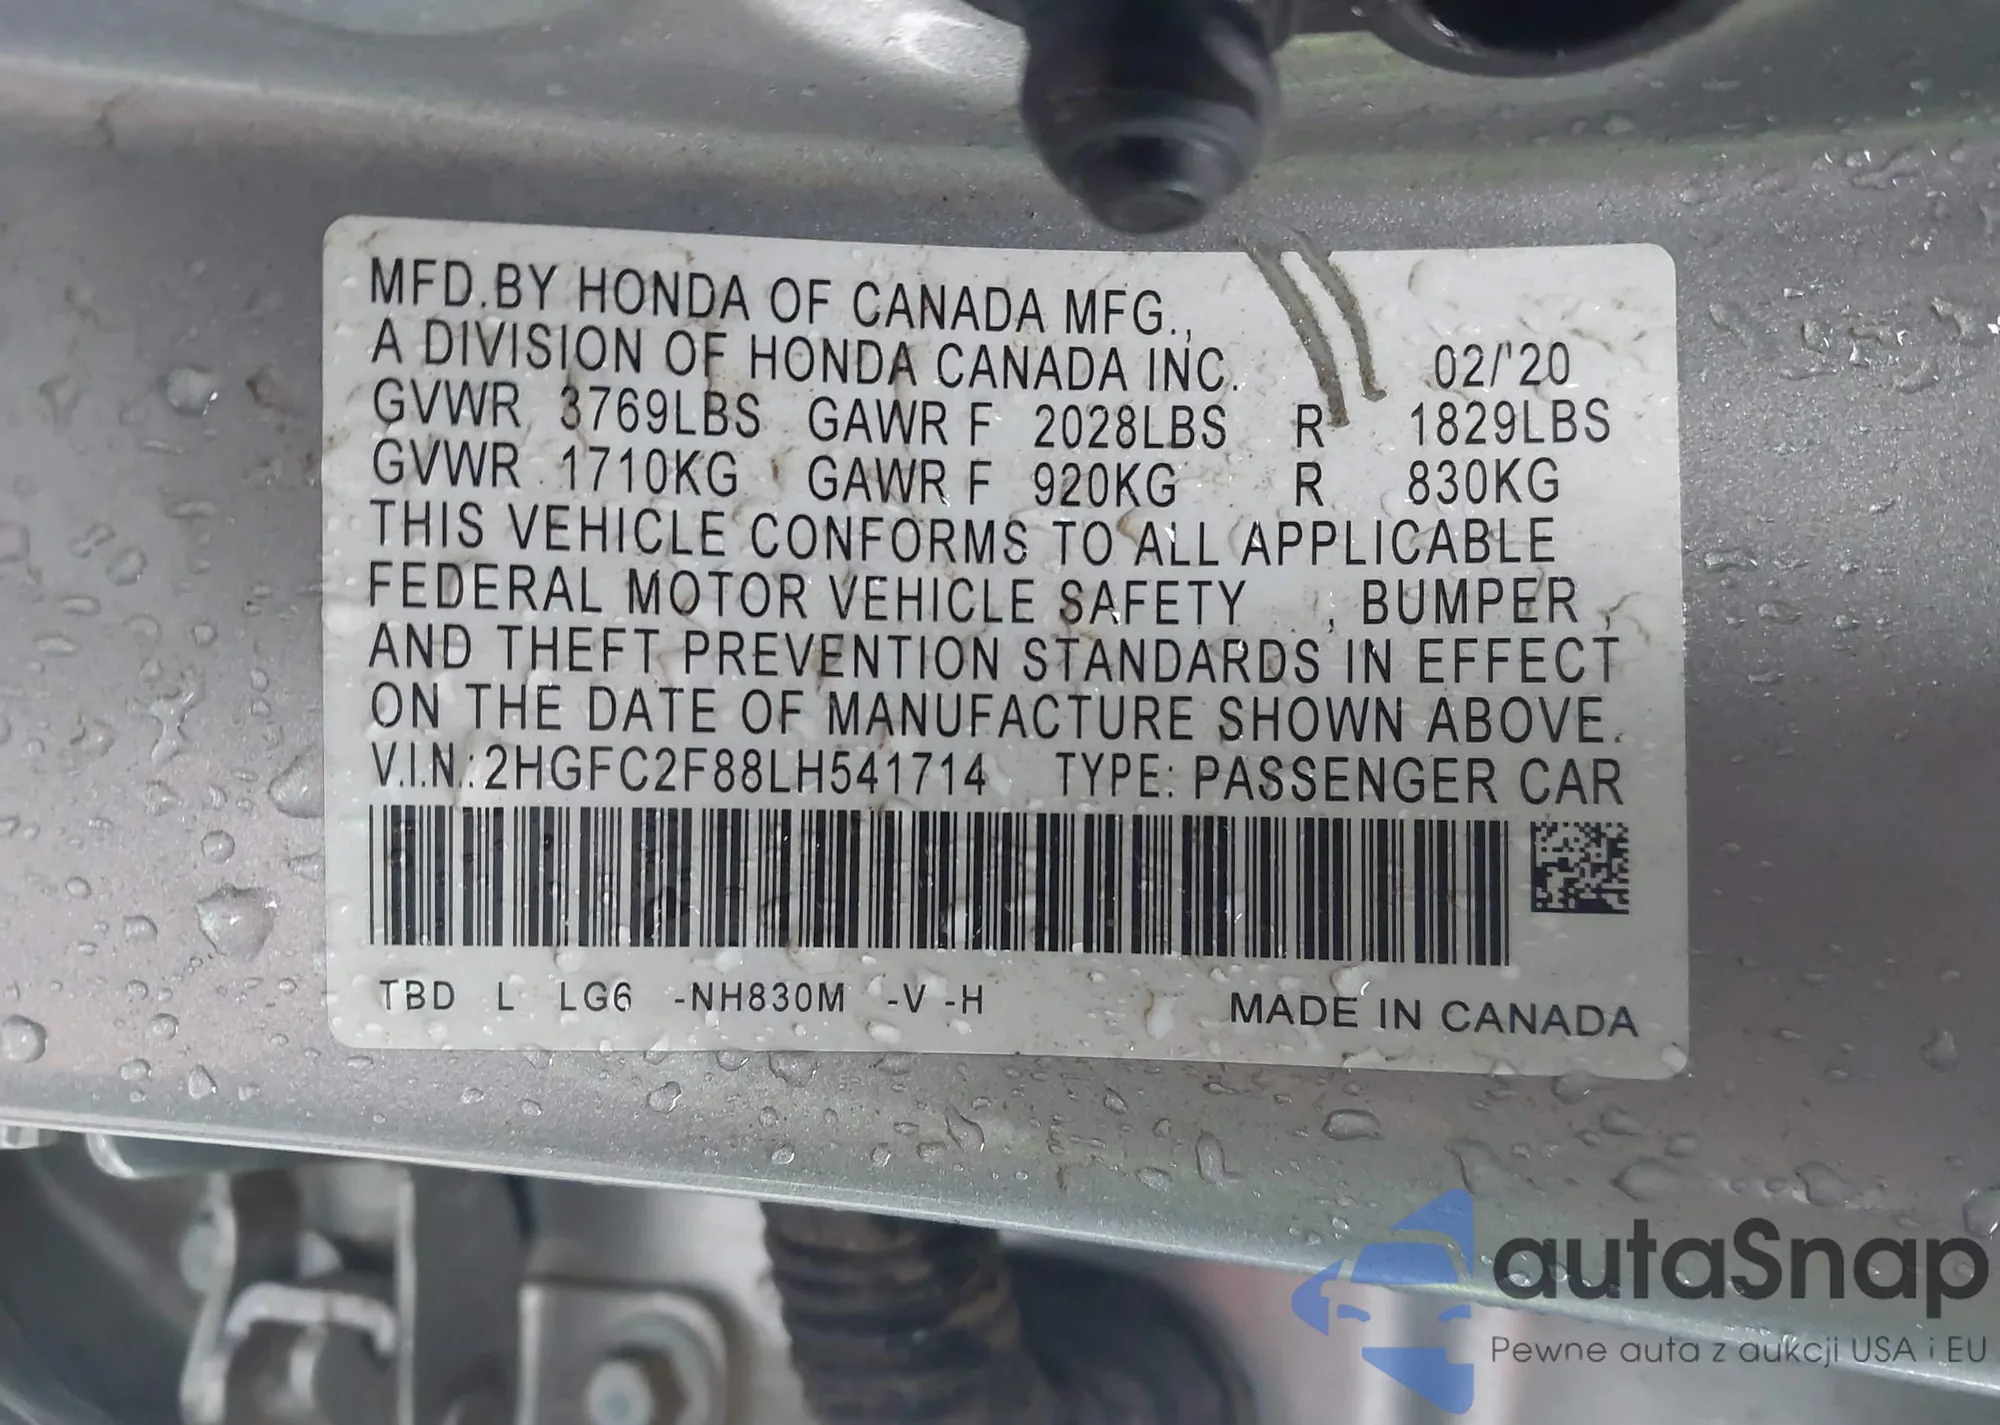 MFD.BY HONDA OF CANADA MFG.,
A DIVISION OF HONDA CANADA INC. 02/'20
GVWR 3769LBS GAWR F 2028LBS R 1829LBS
GVWR 1710KG GAWR F 920KG R 830KG
THIS VEHICLE CONFORMS TO ALL APPLICABLE
FEDERAL MOTOR VEHICLE SAFETY , BUMPER ,
AND THEFT PREVENTION STANDARDS IN EFFECT
ON THE DATE OF MANUFACTURE SHOWN ABOVE.
V.I.N.:2HGFC2F88LH541714 TYPE: PASSENGER CAR
TBD L LG6 -NH830M -V -H MADE IN CANADA
autaSnap
Pewne auta z aukcji USA i EU